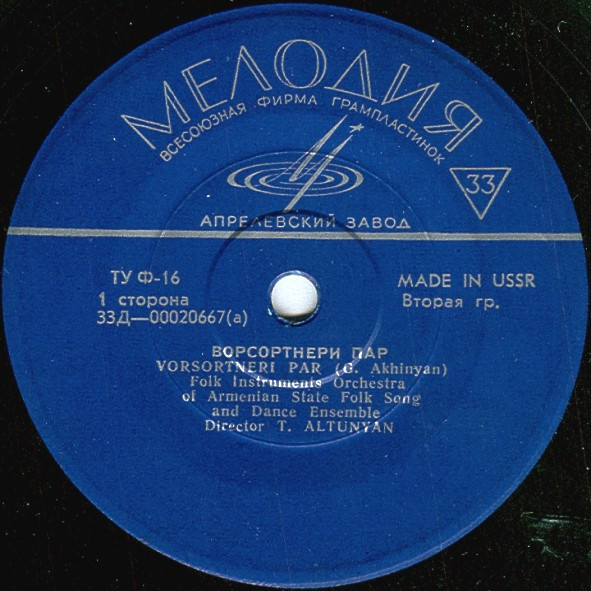 МЕЛОДИЯ
ВСЕСОЮЗНАЯ ФИРМА ГРАМПЛАСТИНОК
33
АПРЕЛЕВСКИЙ ЗАВОД
ТУ Ф-16
MADE IN USSR
1 сторона
Вторая гр.
33Д—00020667(а)
ВОРСОРТНЕРИ ПАР
VORSORTNERI PAR (G. Akhinyan)
Folk Instruments Orchestra
of Armenian State Folk Song
and Dance Ensemble
Director T. ALTUNYAN